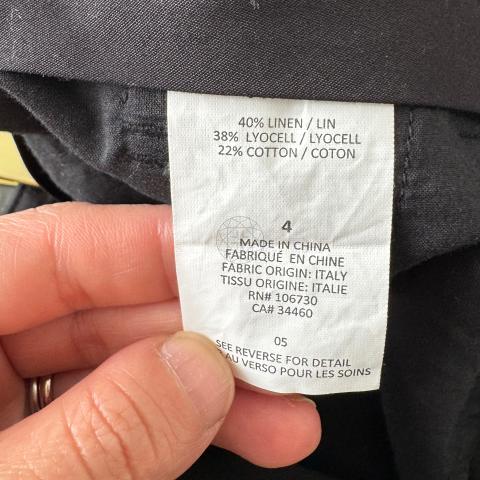 40% LINEN / LIN
38% LYOCELL / LYOCELL
22% COTTON / COTON
4
MADE IN CHINA
FABRIQUÉ EN CHINE
FABRIC ORIGIN: ITALY
TISSU ORIGINE: ITALIE
RN# 106730
CA# 34460
05
SEE REVERSE FOR DETAIL
AU VERSO POUR LES SOINS